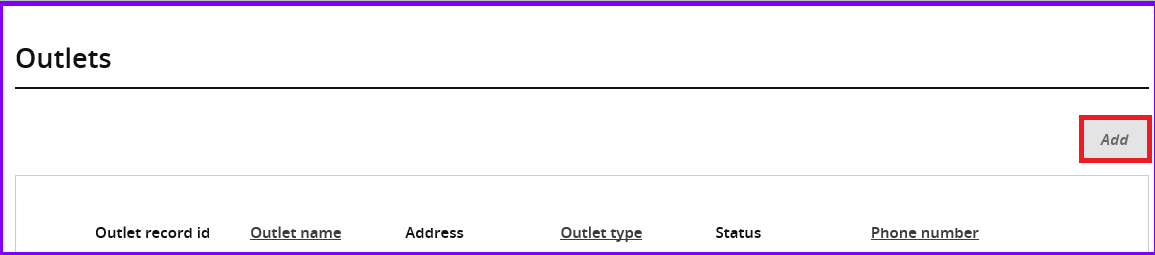 Outlets
Add
Outlet record id Outlet name Address Outlet type Status Phone number